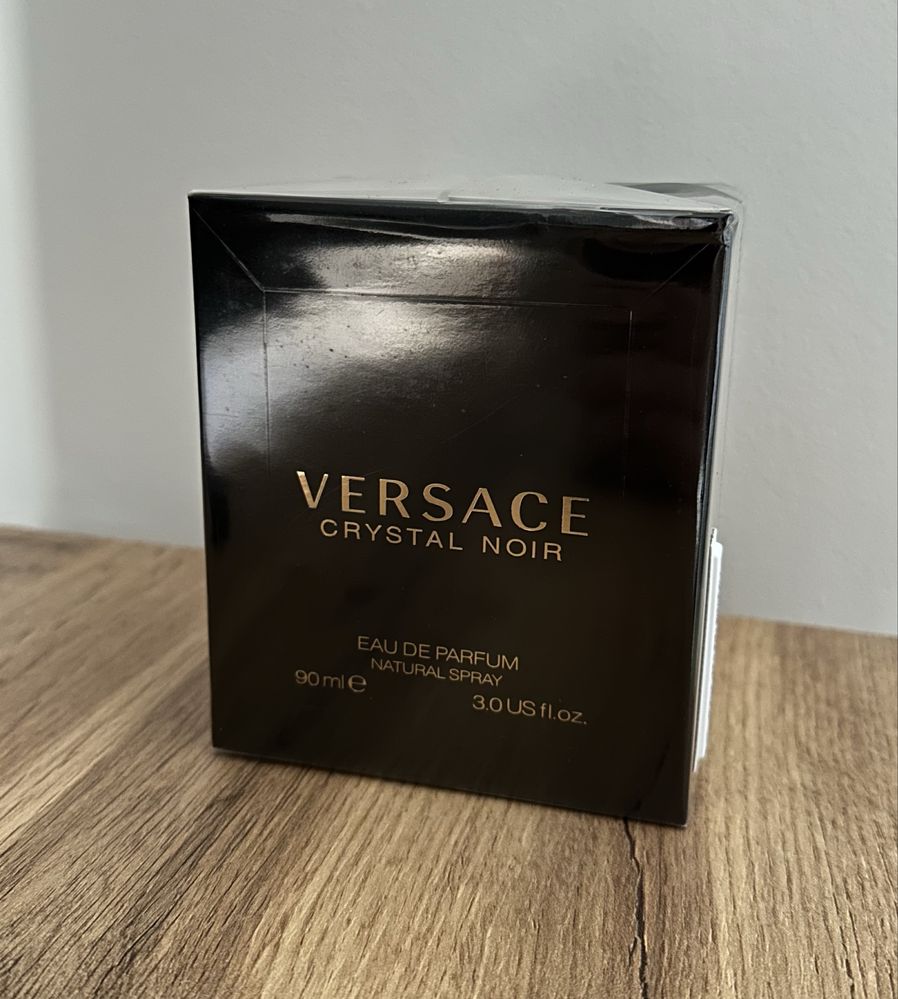 VERSACE
CRYSTAL NOIR
EAU DE PARFUM
NATURAL SPRAY
90 ml ℮
3.0 US fl.oz.